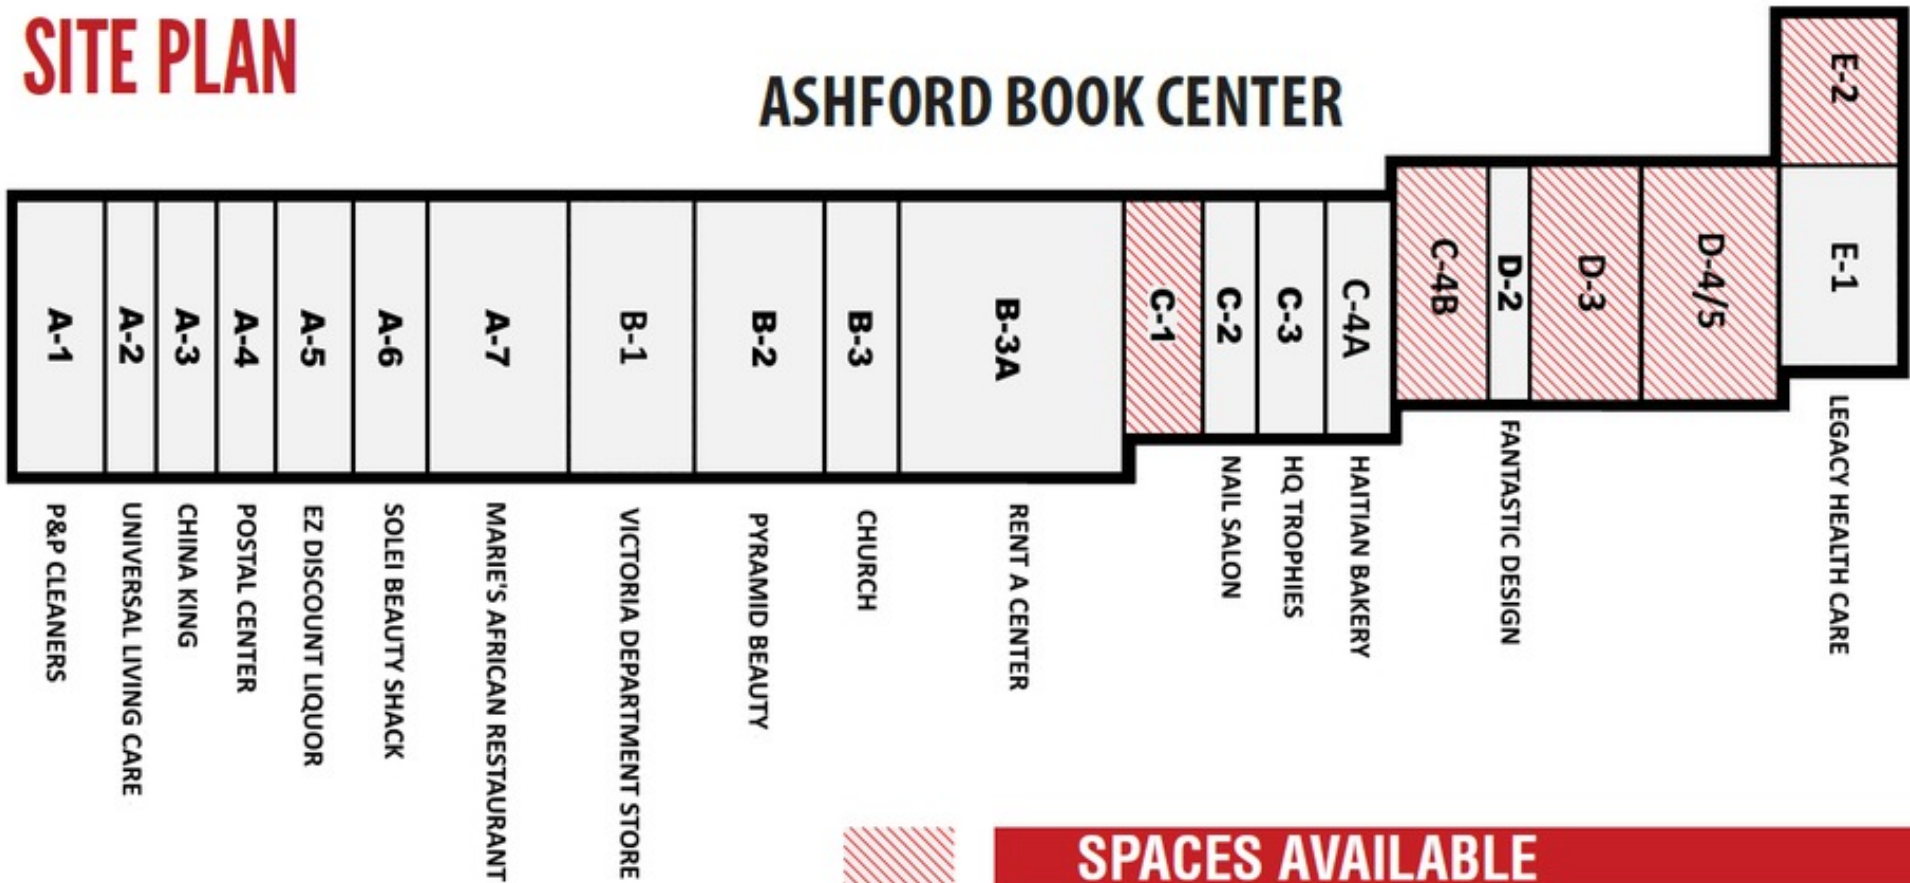 SITE PLAN
ASHFORD BOOK CENTER
A-1
A-2
A-3
A-4
A-5
A-6
A-7
B-1
B-2
B-3
B-3A
C-1
C-2
C-3
C-4A
C-4B
D-2
D-3
D-4/5
E-1
E-2
P&P CLEANERS
UNIVERSAL LIVING CARE
CHINA KING
POSTAL CENTER
EZ DISCOUNT LIQUOR
SOLEI BEAUTY SHACK
MARIE'S AFRICAN RESTAURANT
VICTORIA DEPARTMENT STORE
PYRAMID BEAUTY
CHURCH
RENT A CENTER
NAIL SALON
HQ TROPHIES
HAITIAN BAKERY
FANTASTIC DESIGN
LEGACY HEALTH CARE
SPACES AVAILABLE